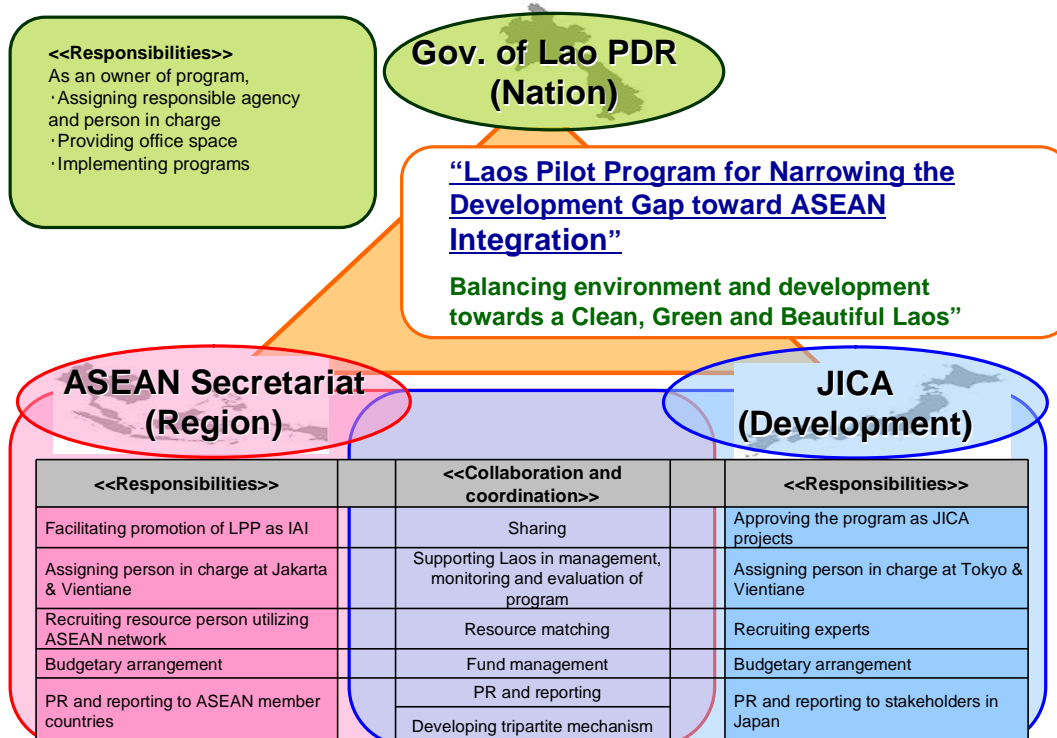 <<Responsibilities>>
As an owner of program,
・Assigning responsible agency
and person in charge
・Providing office space
・Implementing programs
Gov. of Lao PDR
(Nation)
“Laos Pilot Program for Narrowing the
Development Gap toward ASEAN
Integration”
Balancing environment and development
towards a Clean, Green and Beautiful Laos”
ASEAN Secretariat
(Region)
JICA
(Development)
<<Responsibilities>>
<<Collaboration and
coordination>>
<<Responsibilities>>
Facilitating promotion of LPP as IAI
Sharing
Approving the program as JICA
projects
Assigning person in charge at Jakarta
& Vientiane
Supporting Laos in management,
monitoring and evaluation of
program
Assigning person in charge at Tokyo &
Vientiane
Recruiting resource person utilizing
ASEAN network
Resource matching
Recruiting experts
Budgetary arrangement
Fund management
Budgetary arrangement
PR and reporting to ASEAN member
countries
PR and reporting
Developing tripartite mechanism
PR and reporting to stakeholders in
Japan